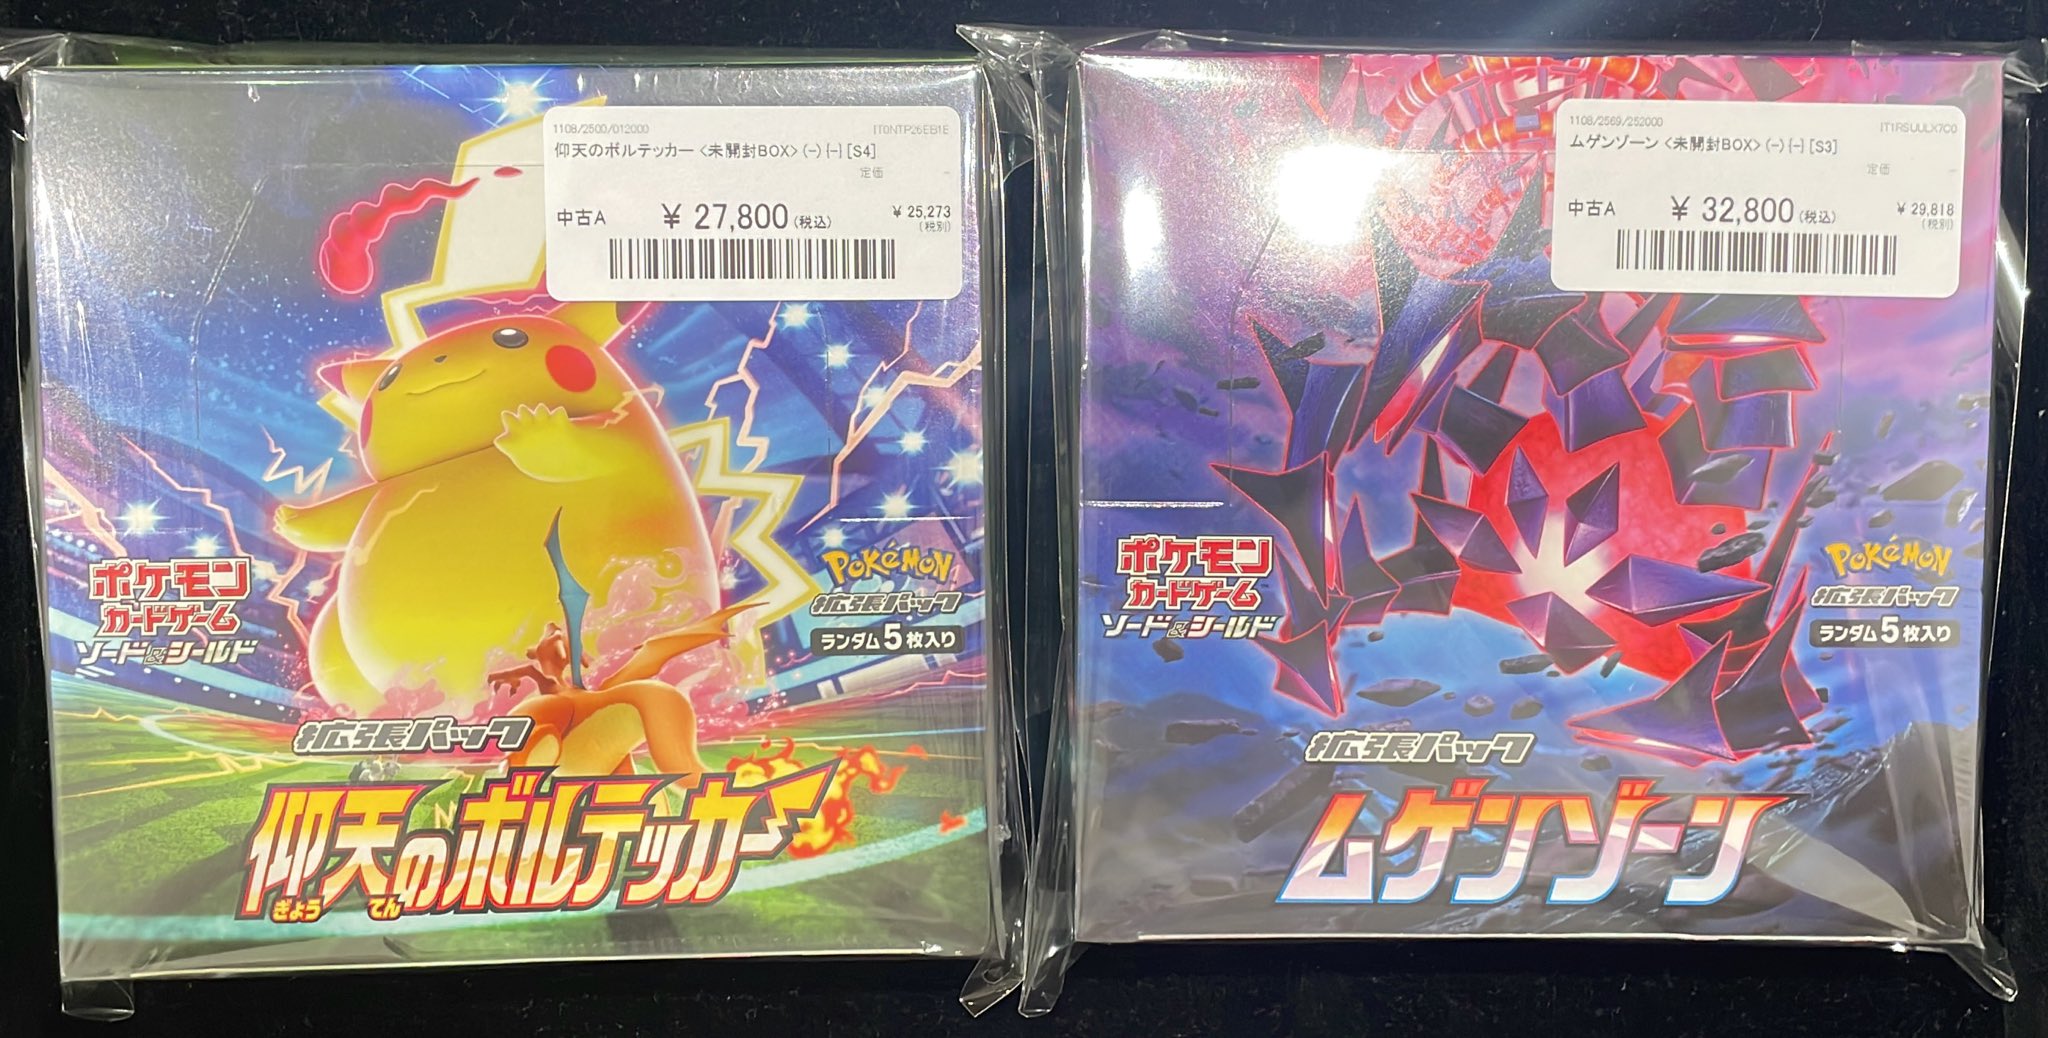 1108/2500/012000
IT0NTP26EB1E
仰天のボルテッカー <未開封BOX> (-) {-} [S4]
定価 -
中古A ¥ 27,800 (税込) ¥ 25,273
(税別)
ポケモン
カードゲーム
ソード&シールド
POKéMON
拡張パック
ランダム5枚入り
拡張パック
仰天のボルテッカー
ぎょう てん
1108/2569/252000
IT1RSUULX7C0
ムゲンゾーン <未開封BOX> (-) {-} [S3]
定価 -
中古A ¥ 32,800 (税込) ¥ 29,818
(税別)
ポケモン
カードゲーム
ソード&シールド
POKéMON
拡張パック
ランダム5枚入り
拡張パック
ムゲンゾーン